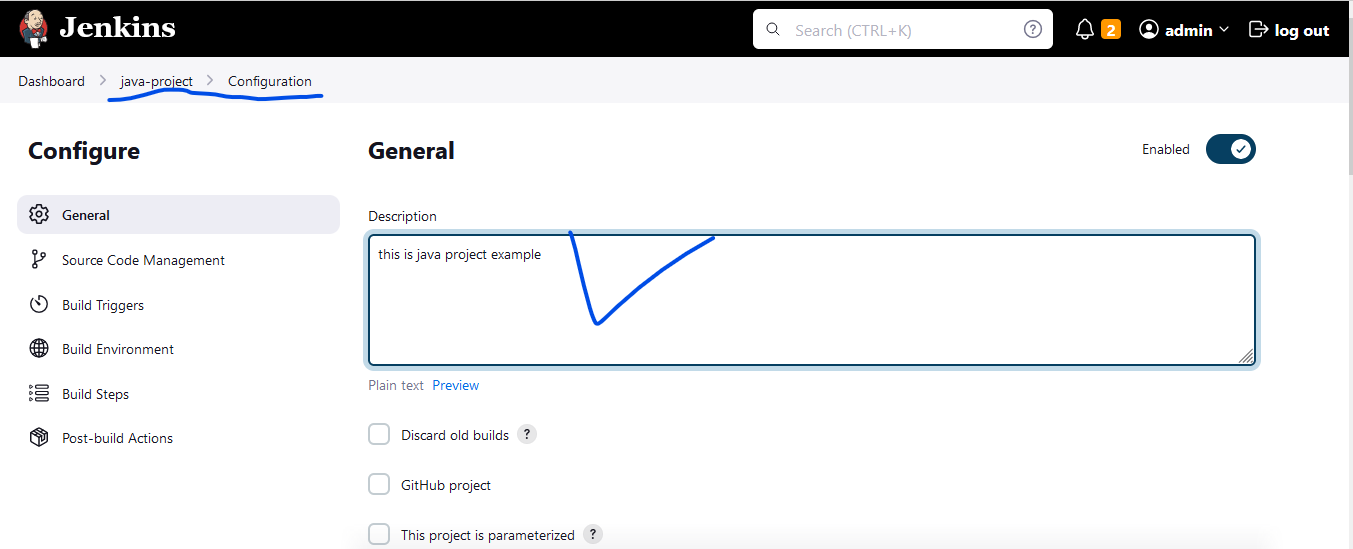 Jenkins
Search (CTRL+K)
?
2
admin
log out
Dashboard
java-project
Configuration
Configure
General
Source Code Management
Build Triggers
Build Environment
Build Steps
Post-build Actions
General
Enabled
Description
this is java project example
Plain text Preview
Discard old builds ?
GitHub project
This project is parameterized ?